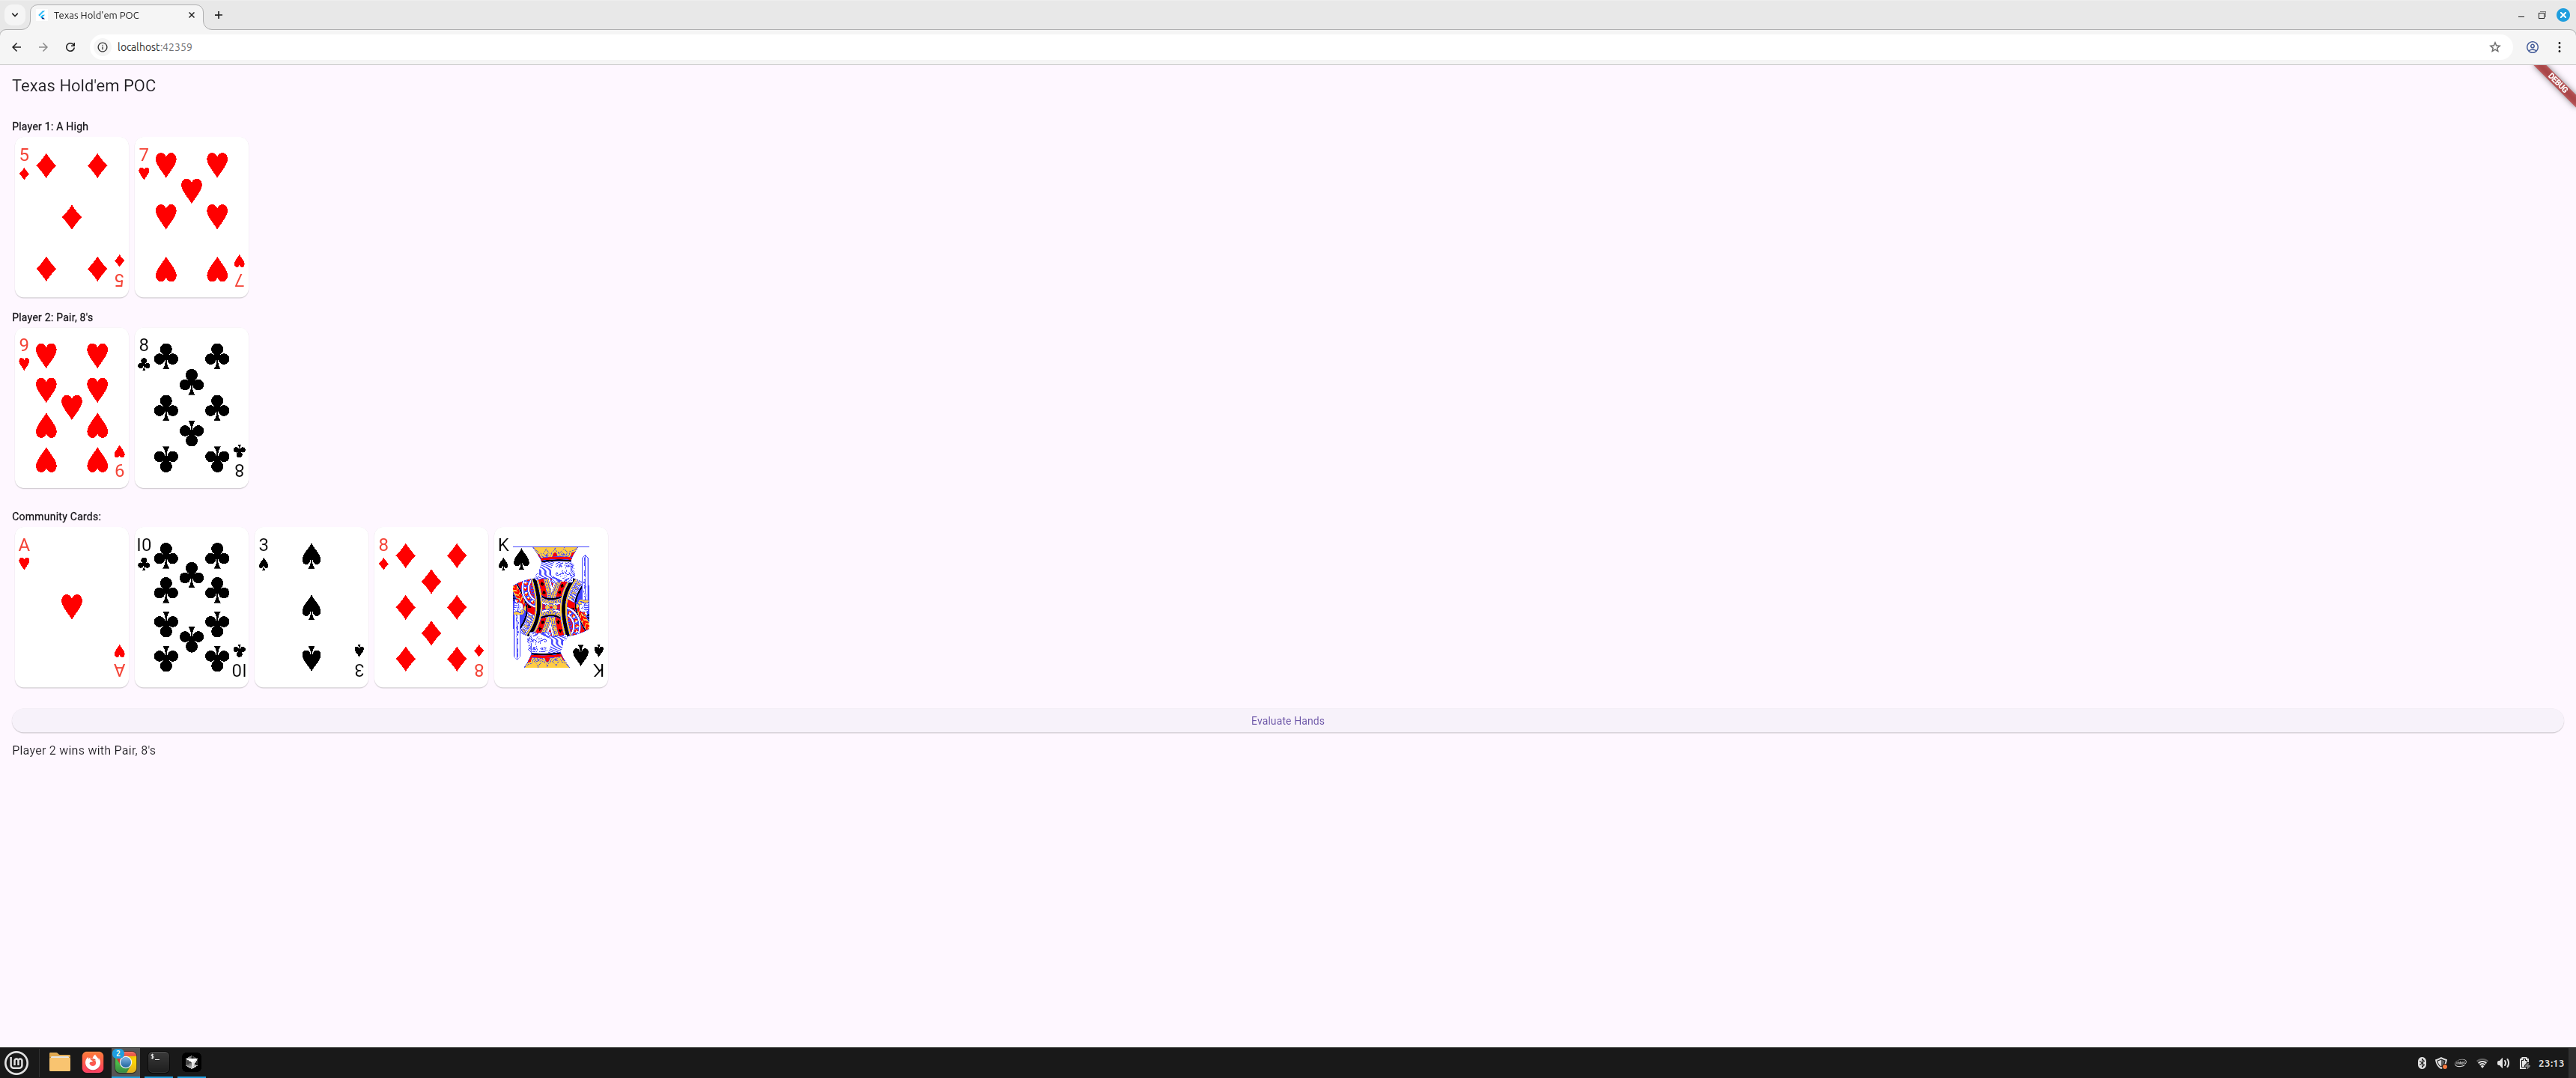 Texas Hold'em POC
localhost:42359
DEBUG
Texas Hold'em POC
Player 1: A High
5 7
5 7
Player 2: Pair, 8's
9 8
9 8
Community Cards:
A 10 3 8 K
A 10 3 8 K
Evaluate Hands
Player 2 wins with Pair, 8's
2
23:13